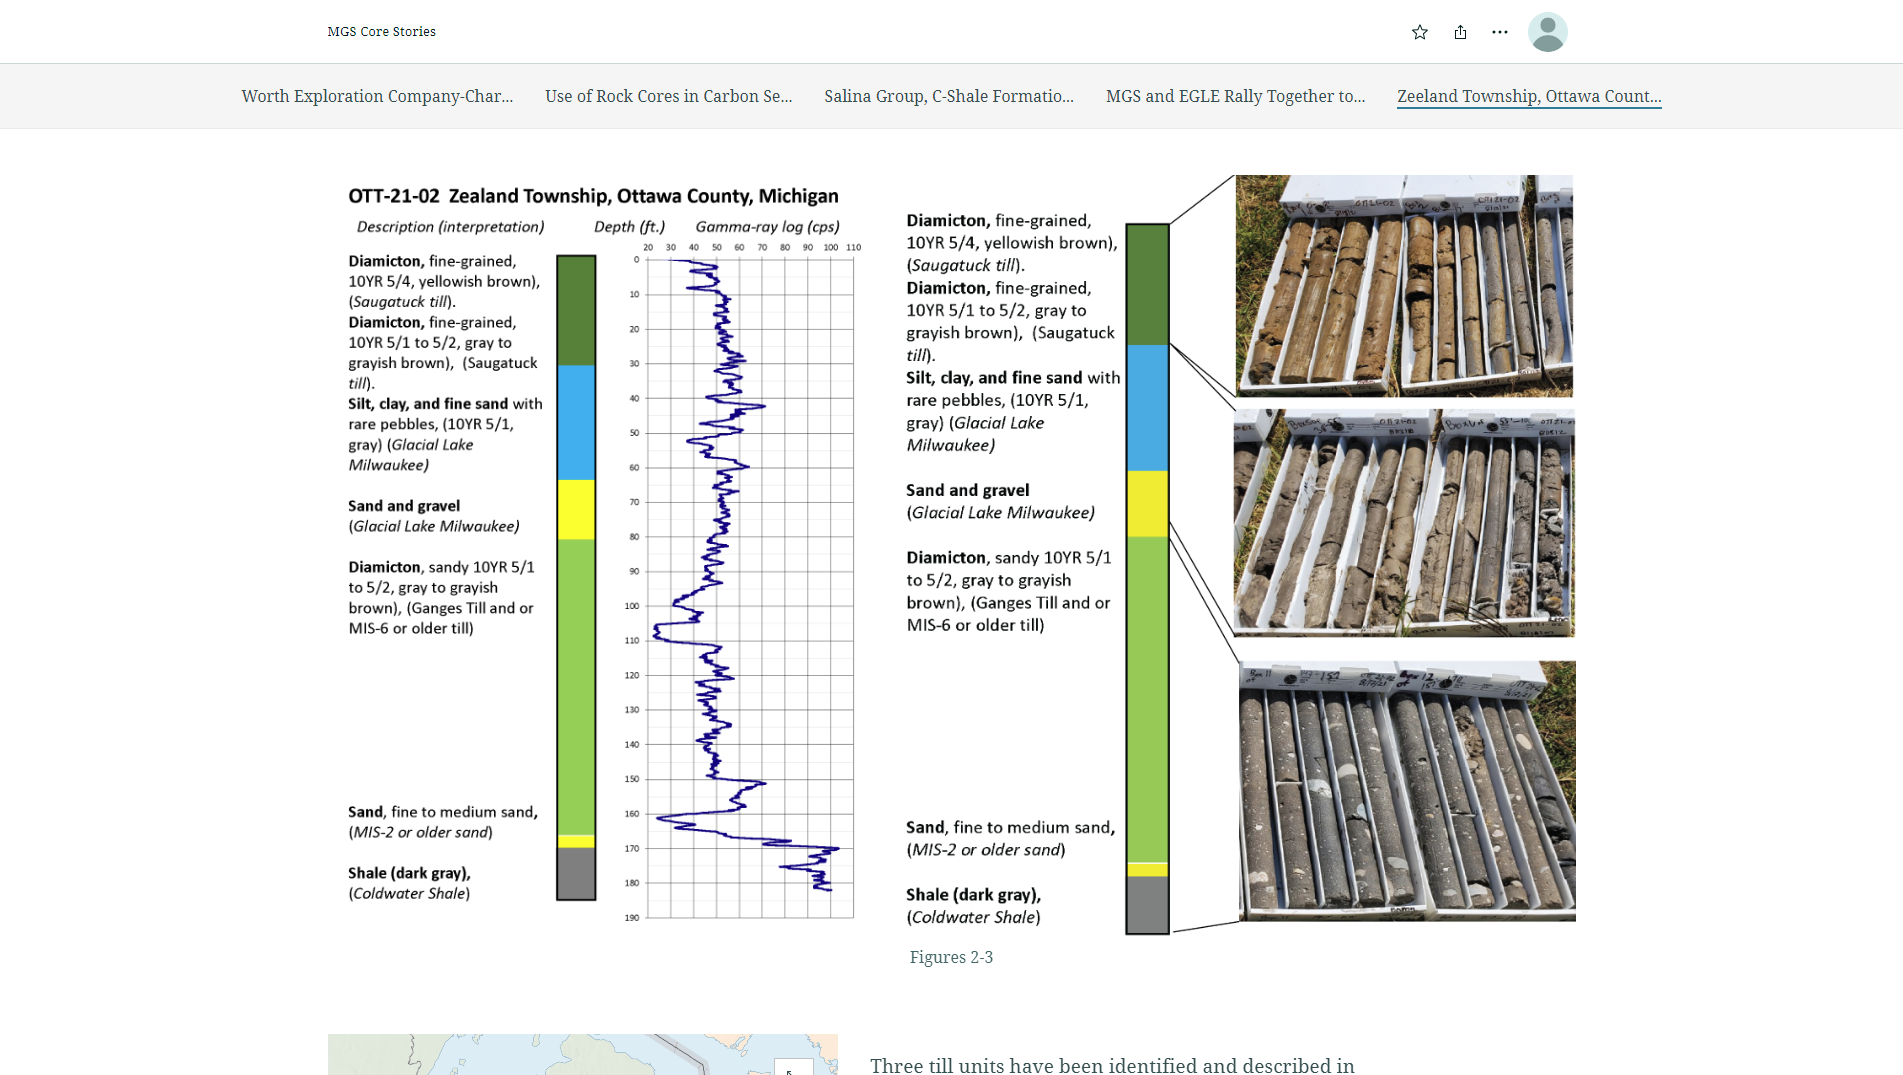 MGS Core Stories
Worth Exploration Company-Char...
Use of Rock Cores in Carbon Se...
Salina Group, C-Shale Formatio...
MGS and EGLE Rally Together to...
Zeeland Township, Ottawa Count...
OTT-21-02 Zealand Township, Ottawa County, Michigan
Description (interpretation)
Depth (ft.)
Gamma-ray log (cps)
20 30 40 50 60 70 80 90 100 110
Diamicton, fine-grained,
10YR 5/4, yellowish brown),
(Saugatuck till).
Diamicton, fine-grained,
10YR 5/1 to 5/2, gray to
grayish brown), (Saugatuck
till).
Silt, clay, and fine sand with
rare pebbles, (10YR 5/1,
gray) (Glacial Lake
Milwaukee)
Sand and gravel
(Glacial Lake Milwaukee)
Diamicton, sandy 10YR 5/1
to 5/2, gray to grayish
brown), (Ganges Till and or
MIS-6 or older till)
Sand, fine to medium sand,
(MIS-2 or older sand)
Shale (dark gray),
(Coldwater Shale)
0
10
20
30
40
50
60
70
80
90
100
110
120
130
140
150
160
170
180
190
Diamicton, fine-grained,
10YR 5/4, yellowish brown),
(Saugatuck till).
Diamicton, fine-grained,
10YR 5/1 to 5/2, gray to
grayish brown), (Saugatuck
till).
Silt, clay, and fine sand with
rare pebbles, (10YR 5/1,
gray) (Glacial Lake
Milwaukee)
Sand and gravel
(Glacial Lake Milwaukee)
Diamicton, sandy 10YR 5/1
to 5/2, gray to grayish
brown), (Ganges Till and or
MIS-6 or older till)
Sand, fine to medium sand,
(MIS-2 or older sand)
Shale (dark gray),
(Coldwater Shale)
Figures 2-3
Three till units have been identified and described in